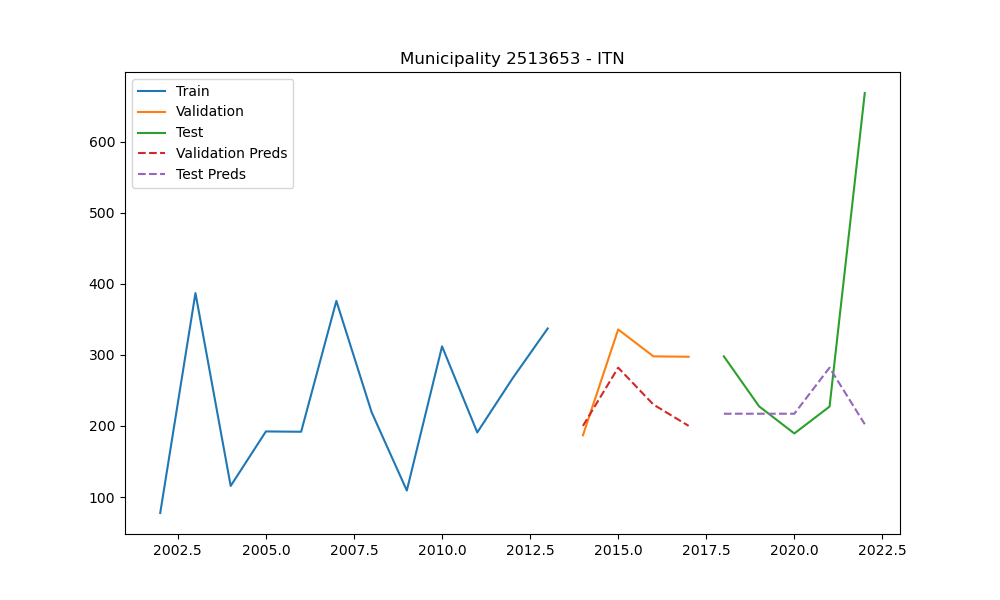 Municipality 2513653 - ITN
Train
Validation
Test
Validation Preds
Test Preds
600
500
400
300
200
100
2002.5 2005.0 2007.5 2010.0 2012.5 2015.0 2017.5 2020.0 2022.5